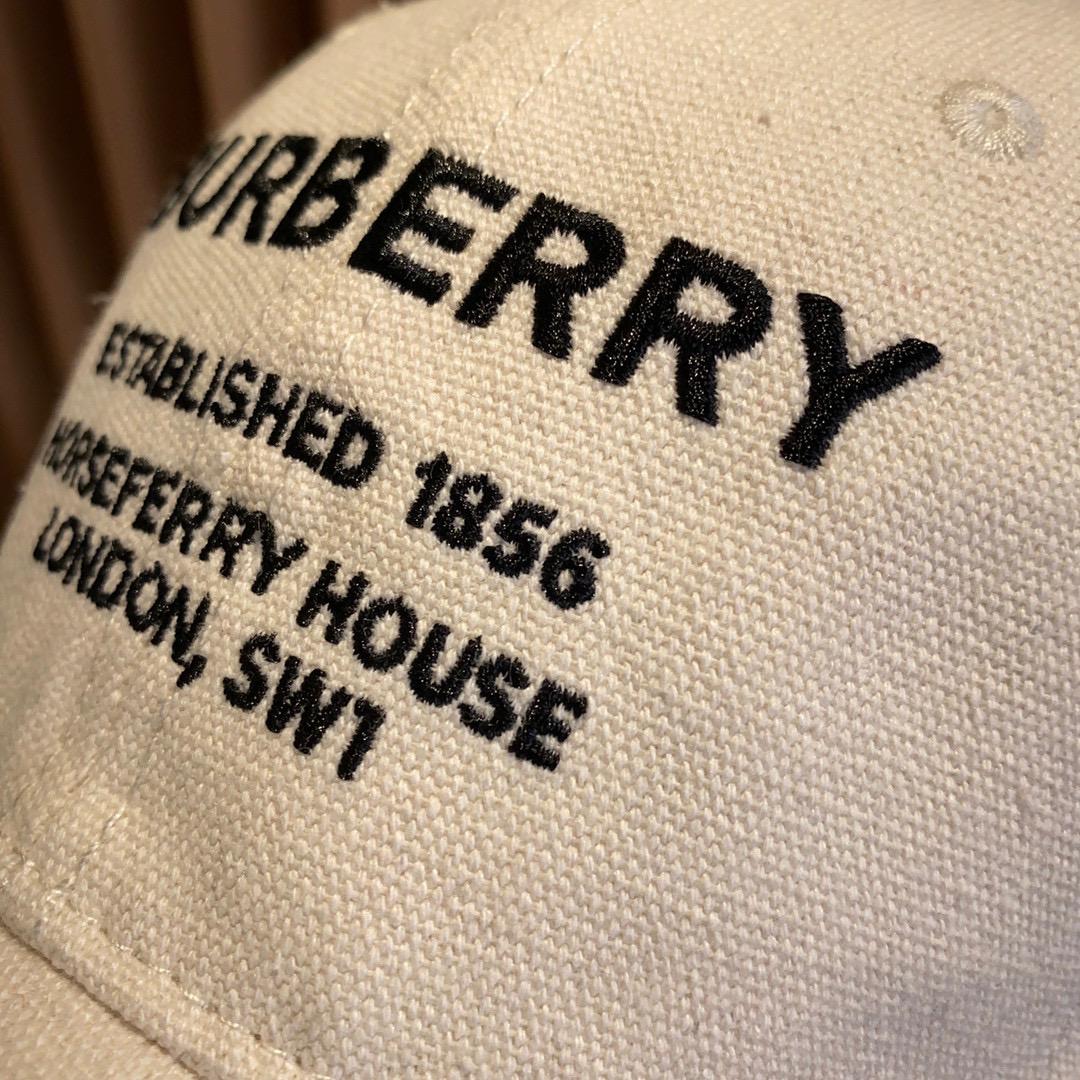 BURBERRY
ESTABLISHED 1856
HORSEFERRY HOUSE
LONDON, SW1